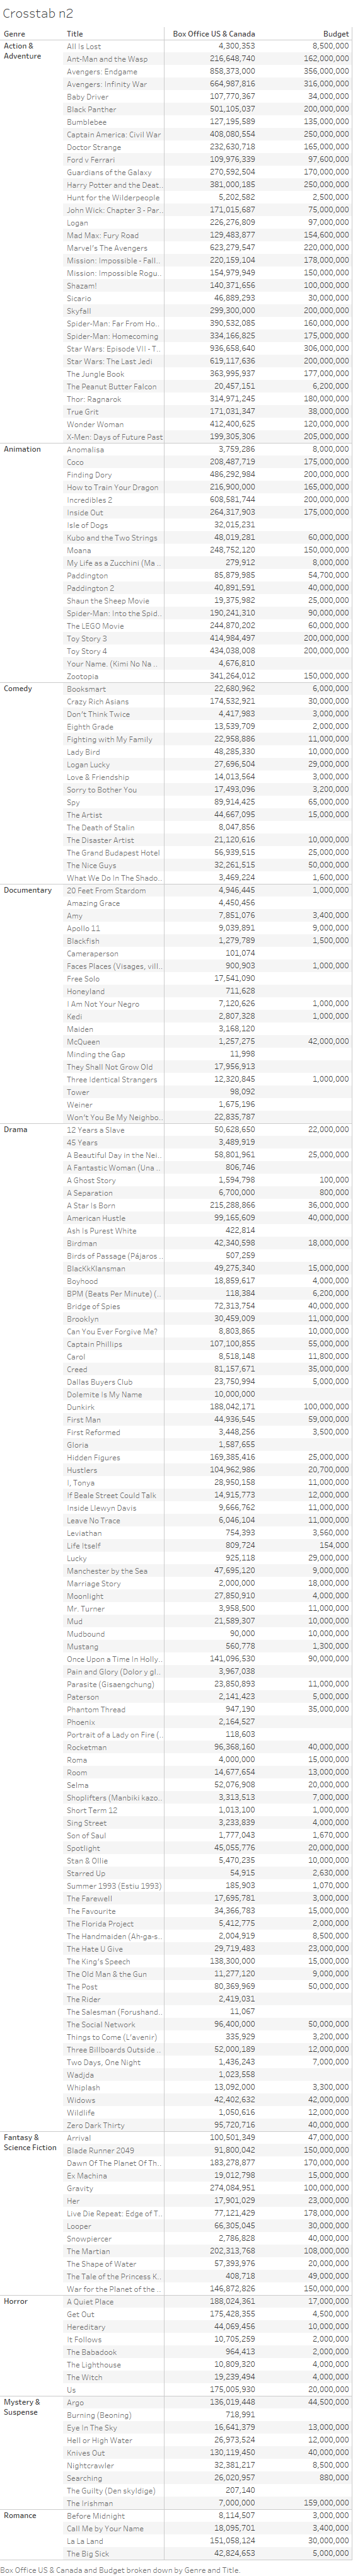 Crosstab n2
Genre Title Box Office US & Canada Budget
Action & Adventure All Is Lost 4,300,353 8,500,000
Ant-Man and the Wasp 216,648,740 162,000,000
Avengers: Endgame 858,373,000 356,000,000
Avengers: Infinity War 664,987,816 316,000,000
Baby Driver 107,770,367 34,000,000
Black Panther 501,105,037 200,000,000
Bumblebee 127,195,589 135,000,000
Captain America: Civil War 408,080,554 250,000,000
Doctor Strange 232,630,718 165,000,000
Ford v Ferrari 109,976,339 97,600,000
Guardians of the Galaxy 270,592,504 170,000,000
Harry Potter and the Deat.. 381,000,185 250,000,000
Hunt for the Wilderpeople 5,202,582 2,500,000
John Wick: Chapter 3 - Par.. 171,015,687 75,000,000
Logan 226,276,809 97,000,000
Mad Max: Fury Road 129,483,877 154,600,000
Marvel's The Avengers 623,279,547 220,000,000
Mission: Impossible - Fall.. 220,159,104 178,000,000
Mission: Impossible Rogu.. 154,979,949 150,000,000
Shazam! 140,371,656 100,000,000
Sicario 46,889,293 30,000,000
Skyfall 299,300,000 200,000,000
Spider-Man: Far From Ho.. 390,532,085 160,000,000
Spider-Man: Homecoming 334,166,825 175,000,000
Star Wars: Episode VII - T.. 936,658,640 306,000,000
Star Wars: The Last Jedi 619,117,636 200,000,000
The Jungle Book 363,995,937 177,000,000
The Peanut Butter Falcon 20,457,151 6,200,000
Thor: Ragnarok 314,971,245 180,000,000
True Grit 171,031,347 38,000,000
Wonder Woman 412,400,625 120,000,000
X-Men: Days of Future Past 199,305,306 205,000,000
Animation Anomalisa 3,759,286 8,000,000
Coco 208,487,719 175,000,000
Finding Dory 486,292,984 200,000,000
How to Train Your Dragon 216,900,000 165,000,000
Incredibles 2 608,581,744 200,000,000
Inside Out 264,317,903 175,000,000
Isle of Dogs 32,015,231
Kubo and the Two Strings 48,019,281 60,000,000
Moana 248,752,120 150,000,000
My Life as a Zucchini (Ma .. 279,912 8,000,000
Paddington 85,879,985 54,700,000
Paddington 2 40,891,591 40,000,000
Shaun the Sheep Movie 19,375,982 25,000,000
Spider-Man: Into the Spid.. 190,241,310 90,000,000
The LEGO Movie 244,870,202 60,000,000
Toy Story 3 414,984,497 200,000,000
Toy Story 4 434,038,008 200,000,000
Your Name. (Kimi No Na .. 4,676,810
Zootopia 341,264,012 150,000,000
Comedy Booksmart 22,680,962 6,000,000
Crazy Rich Asians 174,532,921 30,000,000
Don't Think Twice 4,417,983 3,000,000
Eighth Grade 13,539,709 2,000,000
Fighting with My Family 22,958,886 11,000,000
Lady Bird 48,285,330 10,000,000
Logan Lucky 27,696,504 29,000,000
Love & Friendship 14,013,564 3,000,000
Sorry to Bother You 17,493,096 3,200,000
Spy 89,914,425 65,000,000
The Artist 44,667,095 15,000,000
The Death of Stalin 8,047,856
The Disaster Artist 21,120,616 10,000,000
The Grand Budapest Hotel 56,939,515 25,000,000
The Nice Guys 32,261,515 50,000,000
What We Do In The Shado.. 3,469,224 1,600,000
Documentary 20 Feet From Stardom 4,946,445 1,000,000
Amazing Grace 4,450,456
Amy 7,851,076 3,400,000
Apollo 11 9,039,891 9,000,000
Blackfish 1,279,789 1,500,000
Cameraperson 101,074
Faces Places (Visages, vill.. 900,903 1,000,000
Free Solo 17,541,090
Honeyland 711,628
I Am Not Your Negro 7,120,626 1,000,000
Kedi 2,807,328 1,000,000
Maiden 3,168,120
McQueen 1,257,275 42,000,000
Minding the Gap 11,998
They Shall Not Grow Old 17,956,913
Three Identical Strangers 12,320,845 1,000,000
Tower 98,092
Weiner 1,675,196
Won't You Be My Neighbo.. 22,835,787
Drama 12 Years a Slave 50,628,650 22,000,000
45 Years 3,489,919
A Beautiful Day in the Nei.. 58,801,961 25,000,000
A Fantastic Woman (Una .. 806,746
A Ghost Story 1,594,798 100,000
A Separation 6,700,000 800,000
A Star Is Born 215,288,866 36,000,000
American Hustle 99,165,609 40,000,000
Ash Is Purest White 422,814
Birdman 42,340,598 18,000,000
Birds of Passage (Pájaros .. 507,259
BlacKkKlansman 49,275,340 15,000,000
Boyhood 18,859,617 4,000,000
BPM (Beats Per Minute) (.. 118,384 6,200,000
Bridge of Spies 72,313,754 40,000,000
Brooklyn 30,459,009 11,000,000
Can You Ever Forgive Me? 8,803,865 10,000,000
Captain Phillips 107,100,855 55,000,000
Carol 8,518,148 11,800,000
Creed 81,157,671 35,000,000
Dallas Buyers Club 23,750,994 5,000,000
Dolemite Is My Name 10,000,000
Dunkirk 188,042,171 100,000,000
First Man 44,936,545 59,000,000
First Reformed 3,448,256 3,500,000
Gloria 1,587,655
Hidden Figures 169,385,416 25,000,000
Hustlers 104,962,986 20,700,000
I, Tonya 28,950,158 11,000,000
If Beale Street Could Talk 14,915,773 12,000,000
Inside Llewyn Davis 9,666,762 11,000,000
Leave No Trace 6,046,104 11,000,000
Leviathan 754,393 3,560,000
Life Itself 809,724 154,000
Lucky 925,118 29,000,000
Manchester by the Sea 47,695,120 9,000,000
Marriage Story 2,000,000 18,000,000
Moonlight 27,850,910 4,000,000
Mr. Turner 3,958,500 11,000,000
Mud 21,589,307 10,000,000
Mudbound 90,000 10,000,000
Mustang 560,778 1,300,000
Once Upon a Time In Holly.. 141,096,530 90,000,000
Pain and Glory (Dolor y gl.. 3,967,038
Parasite (Gisaengchung) 23,850,893 11,000,000
Paterson 2,141,423 5,000,000
Phantom Thread 947,190 35,000,000
Phoenix 2,164,527
Portrait of a Lady on Fire (.. 118,603
Rocketman 96,368,160 40,000,000
Roma 4,000,000 15,000,000
Room 14,677,654 13,000,000
Selma 52,076,908 20,000,000
Shoplifters (Manbiki kazo.. 3,313,513 7,000,000
Short Term 12 1,013,100 1,000,000
Sing Street 3,233,839 4,000,000
Son of Saul 1,777,043 1,670,000
Spotlight 45,055,776 20,000,000
Stan & Ollie 5,470,235 10,000,000
Starred Up 54,915 2,630,000
Summer 1993 (Estiu 1993) 185,903 1,070,000
The Farewell 17,695,781 3,000,000
The Favourite 34,366,783 15,000,000
The Florida Project 5,412,775 2,000,000
The Handmaiden (Ah-ga-s.. 2,004,919 8,500,000
The Hate U Give 29,719,483 23,000,000
The King's Speech 138,300,000 15,000,000
The Old Man & the Gun 11,277,120 9,000,000
The Post 80,369,969 50,000,000
The Rider 2,419,031
The Salesman (Forushand.. 11,067
The Social Network 96,400,000 50,000,000
Things to Come (L'avenir) 335,929 3,200,000
Three Billboards Outside .. 52,000,189 12,000,000
Two Days, One Night 1,436,243 7,000,000
Wadjda 1,023,558
Whiplash 13,092,000 3,300,000
Widows 42,402,632 42,000,000
Wildlife 1,050,616 12,000,000
Zero Dark Thirty 95,720,716 40,000,000
Fantasy & Science Fiction Arrival 100,501,349 47,000,000
Blade Runner 2049 91,800,042 150,000,000
Dawn Of The Planet Of Th.. 183,278,877 170,000,000
Ex Machina 19,012,798 15,000,000
Gravity 274,084,951 100,000,000
Her 17,901,029 23,000,000
Live Die Repeat: Edge of T.. 77,121,429 178,000,000
Looper 66,305,045 30,000,000
Snowpiercer 2,786,828 40,000,000
The Martian 202,313,768 108,000,000
The Shape of Water 57,393,976 20,000,000
The Tale of the Princess K.. 408,718 49,000,000
War for the Planet of the .. 146,872,826 150,000,000
Horror A Quiet Place 188,024,361 17,000,000
Get Out 175,428,355 4,500,000
Hereditary 44,069,456 10,000,000
It Follows 10,705,259 2,000,000
The Babadook 964,413 2,000,000
The Lighthouse 10,809,320 4,000,000
The Witch 19,239,494 4,000,000
Us 175,005,930 20,000,000
Mystery & Suspense Argo 136,019,448 44,500,000
Burning (Beoning) 718,991
Eye In The Sky 16,641,379 13,000,000
Hell or High Water 26,973,524 12,000,000
Knives Out 130,119,450 40,000,000
Nightcrawler 32,381,217 8,500,000
Searching 26,020,957 880,000
The Guilty (Den skyldige) 207,140
The Irishman 7,000,000 159,000,000
Romance Before Midnight 8,114,507 3,000,000
Call Me by Your Name 18,095,701 3,400,000
La La Land 151,058,124 30,000,000
The Big Sick 42,824,653 5,000,000
Box Office US & Canada and Budget broken down by Genre and Title.